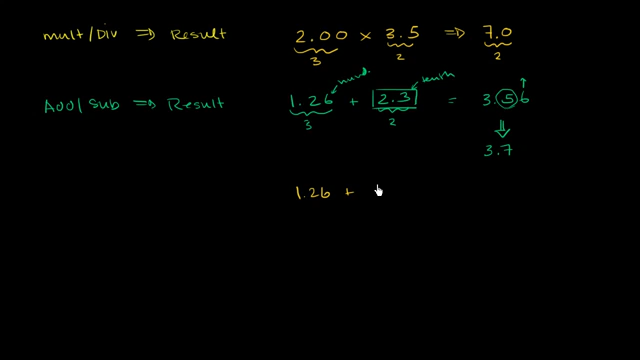 mult/Div ⇒ Result 2.00 × 3.5 ⇒ 7.0
3 2 2
Add/Sub ⇒ Result 1.26 + 2.3 = 3.56
3 2
3.7
1.26 +